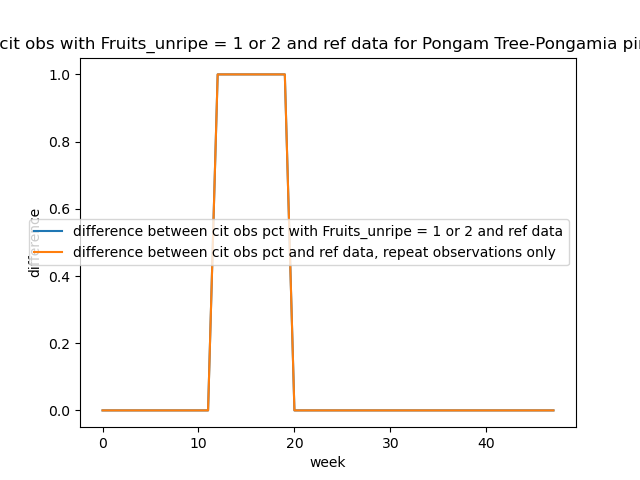 cit obs with Fruits_unripe = 1 or 2 and ref data for Pongam Tree-Pongamia
1.0
0.8
0.6
0.4
0.2
0.0
difference
difference between cit obs pct with Fruits_unripe = 1 or 2 and ref data
difference between cit obs pct and ref data, repeat observations only
0 10 20 30 40
week